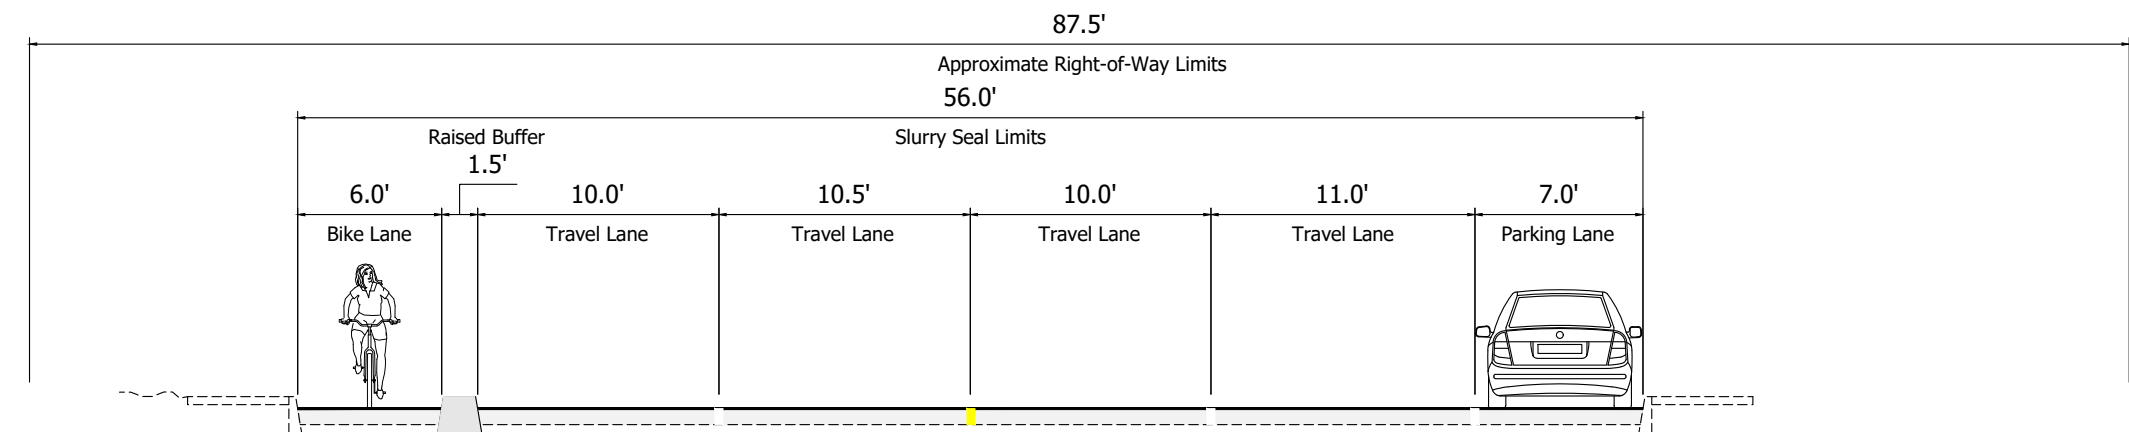 87.5'
Approximate Right-of-Way Limits
56.0'
Raised Buffer
Slurry Seal Limits
1.5'
6.0'
10.0'
10.5'
10.0'
11.0'
7.0'
Bike Lane
Travel Lane
Travel Lane
Travel Lane
Travel Lane
Parking Lane